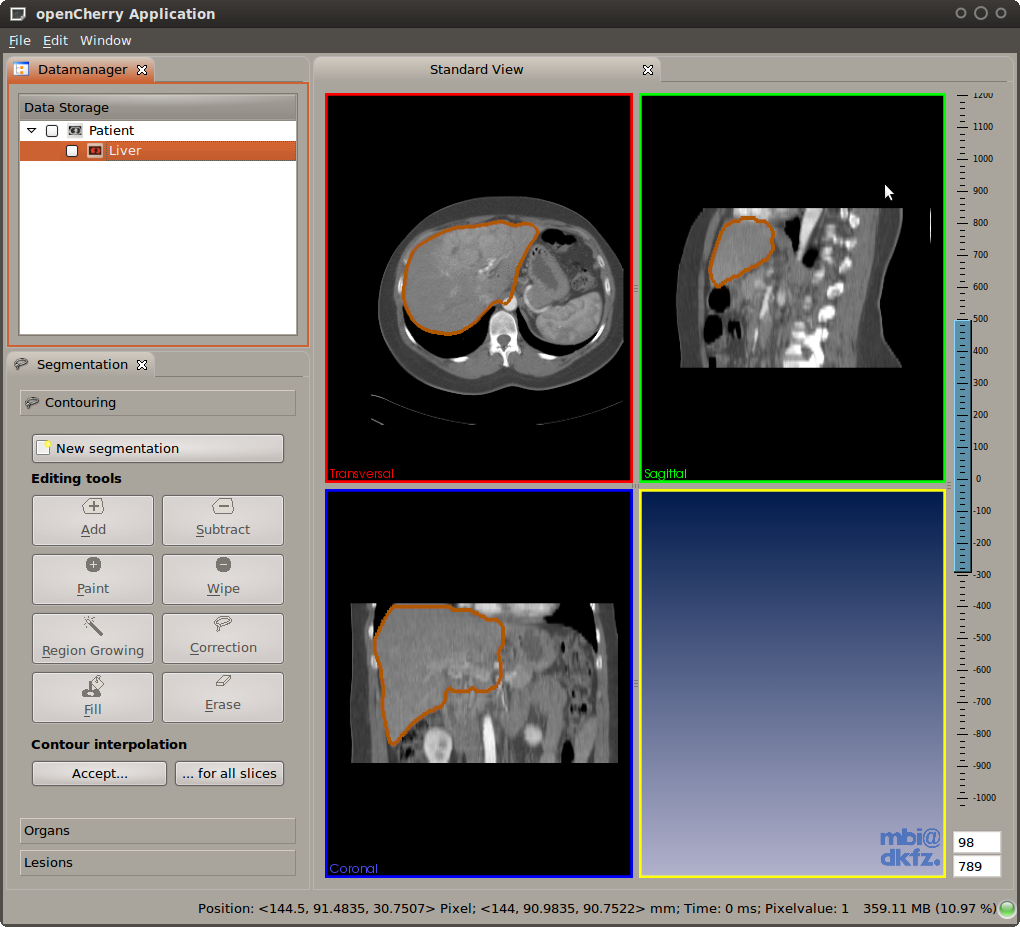 openCherry Application
File Edit Window
Datamanager
Standard View
Data Storage
Patient
Liver
Segmentation
Contouring
New segmentation
Editing tools
Add Subtract
Paint Wipe
Region Growing Correction
Fill Erase
Contour interpolation
Accept... ... for all slices
Organs
Lesions
Transversal
Sagittal
Coronal
mbi@
dkfz.
1200
1100
1000
900
800
700
600
500
400
300
200
100
0
-100
-200
-300
-400
-500
-600
-700
-800
-900
-1000
98
789
Position: <144.5, 91.4835, 30.7507> Pixel; <144, 90.9835, 90.7522> mm; Time: 0 ms; Pixelvalue: 1 359.11 MB (10.97 %)